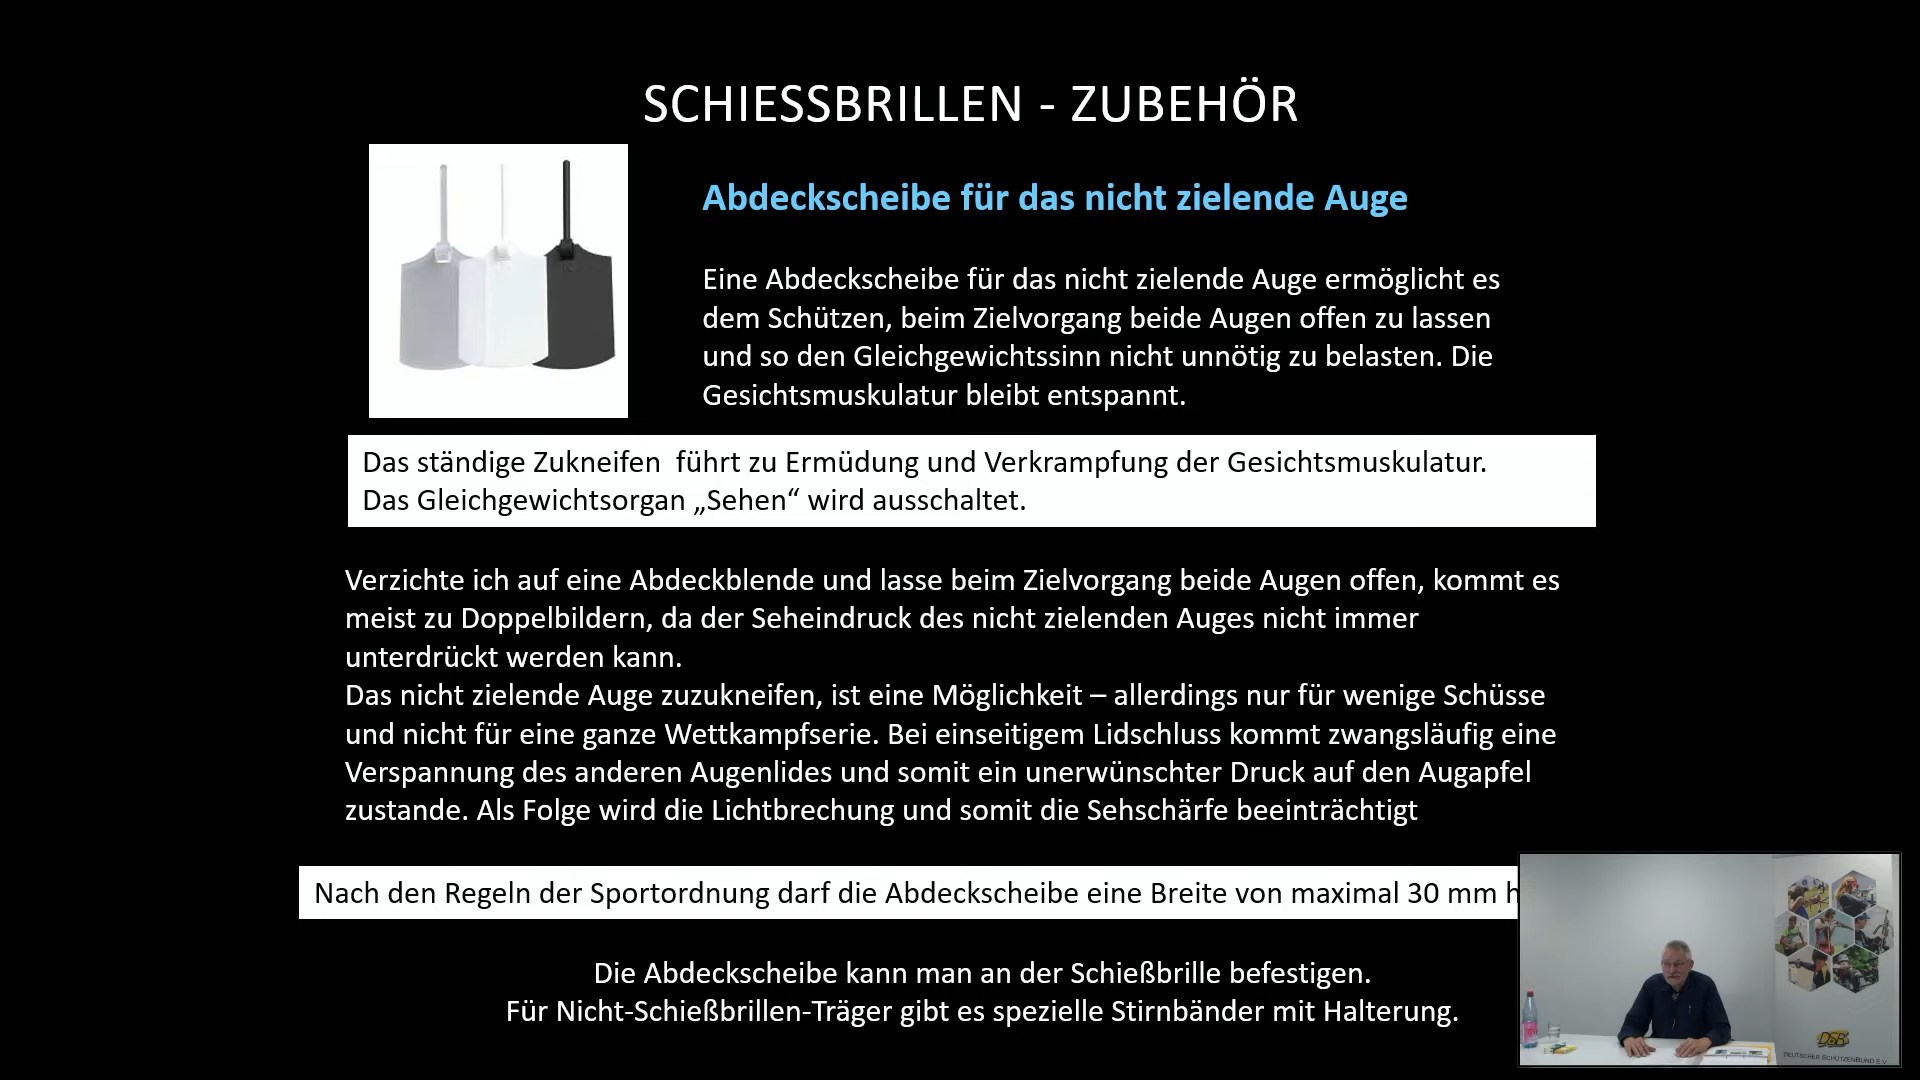 SCHIESSBRILLEN - ZUBEHÖR
Abdeckscheibe für das nicht zielende Auge
Eine Abdeckscheibe für das nicht zielende Auge ermöglicht es
dem Schützen, beim Zielvorgang beide Augen offen zu lassen
und so den Gleichgewichtssinn nicht unnötig zu belasten. Die
Gesichtsmuskulatur bleibt entspannt.
Das ständige Zukneifen führt zu Ermüdung und Verkrampfung der Gesichtsmuskulatur.
Das Gleichgewichtsorgan „Sehen“ wird ausschaltet.
Verzichte ich auf eine Abdeckblende und lasse beim Zielvorgang beide Augen offen, kommt es
meist zu Doppelbildern, da der Seheindruck des nicht zielenden Auges nicht immer
unterdrückt werden kann.
Das nicht zielende Auge zuzukneifen, ist eine Möglichkeit – allerdings nur für wenige Schüsse
und nicht für eine ganze Wettkampfserie. Bei einseitigem Lidschluss kommt zwangsläufig eine
Verspannung des anderen Augenlides und somit ein unerwünschter Druck auf den Augapfel
zustande. Als Folge wird die Lichtbrechung und somit die Sehschärfe beeinträchtigt
Nach den Regeln der Sportordnung darf die Abdeckscheibe eine Breite von maximal 30 mm h
Die Abdeckscheibe kann man an der Schießbrille befestigen.
Für Nicht-Schießbrillen-Träger gibt es spezielle Stirnbänder mit Halterung.
DSB
DEUTSCHER SCHÜTZENBUND E.V.